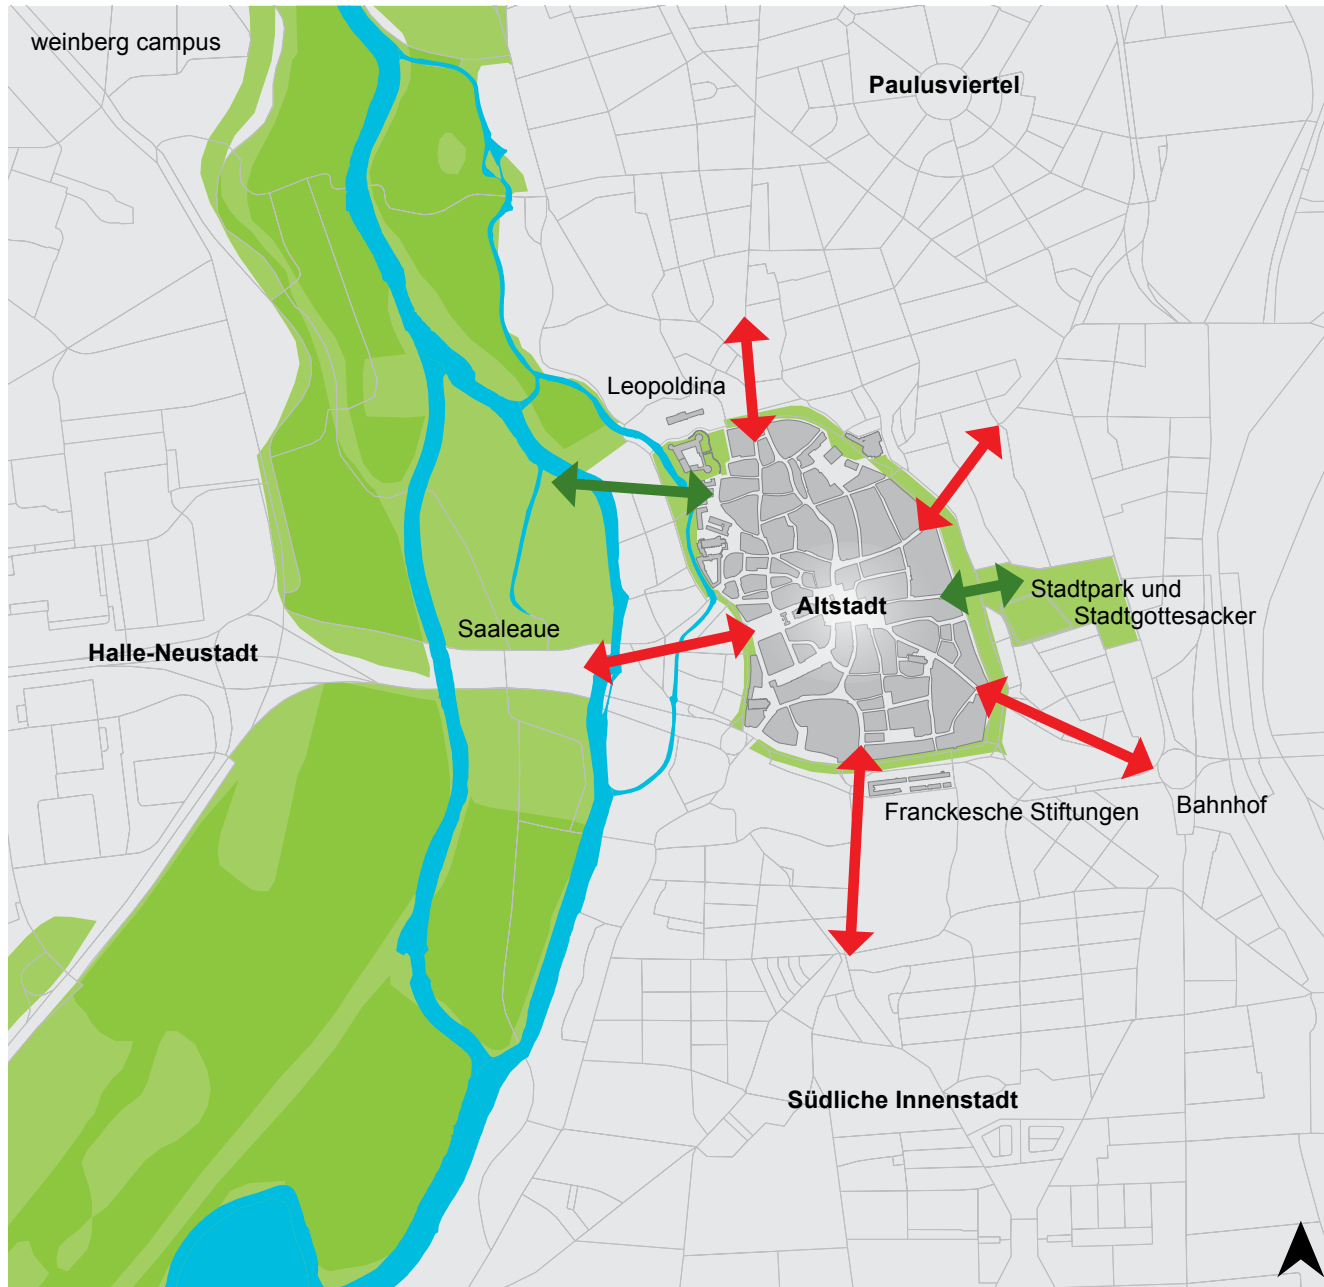 weinberg campus
Paulusviertel
Leopoldina
Stadtpark und
Stadtgottesacker
Altstadt
Saaleaue
Halle-Neustadt
Bahnhof
Franckesche Stiftungen
Südliche Innenstadt